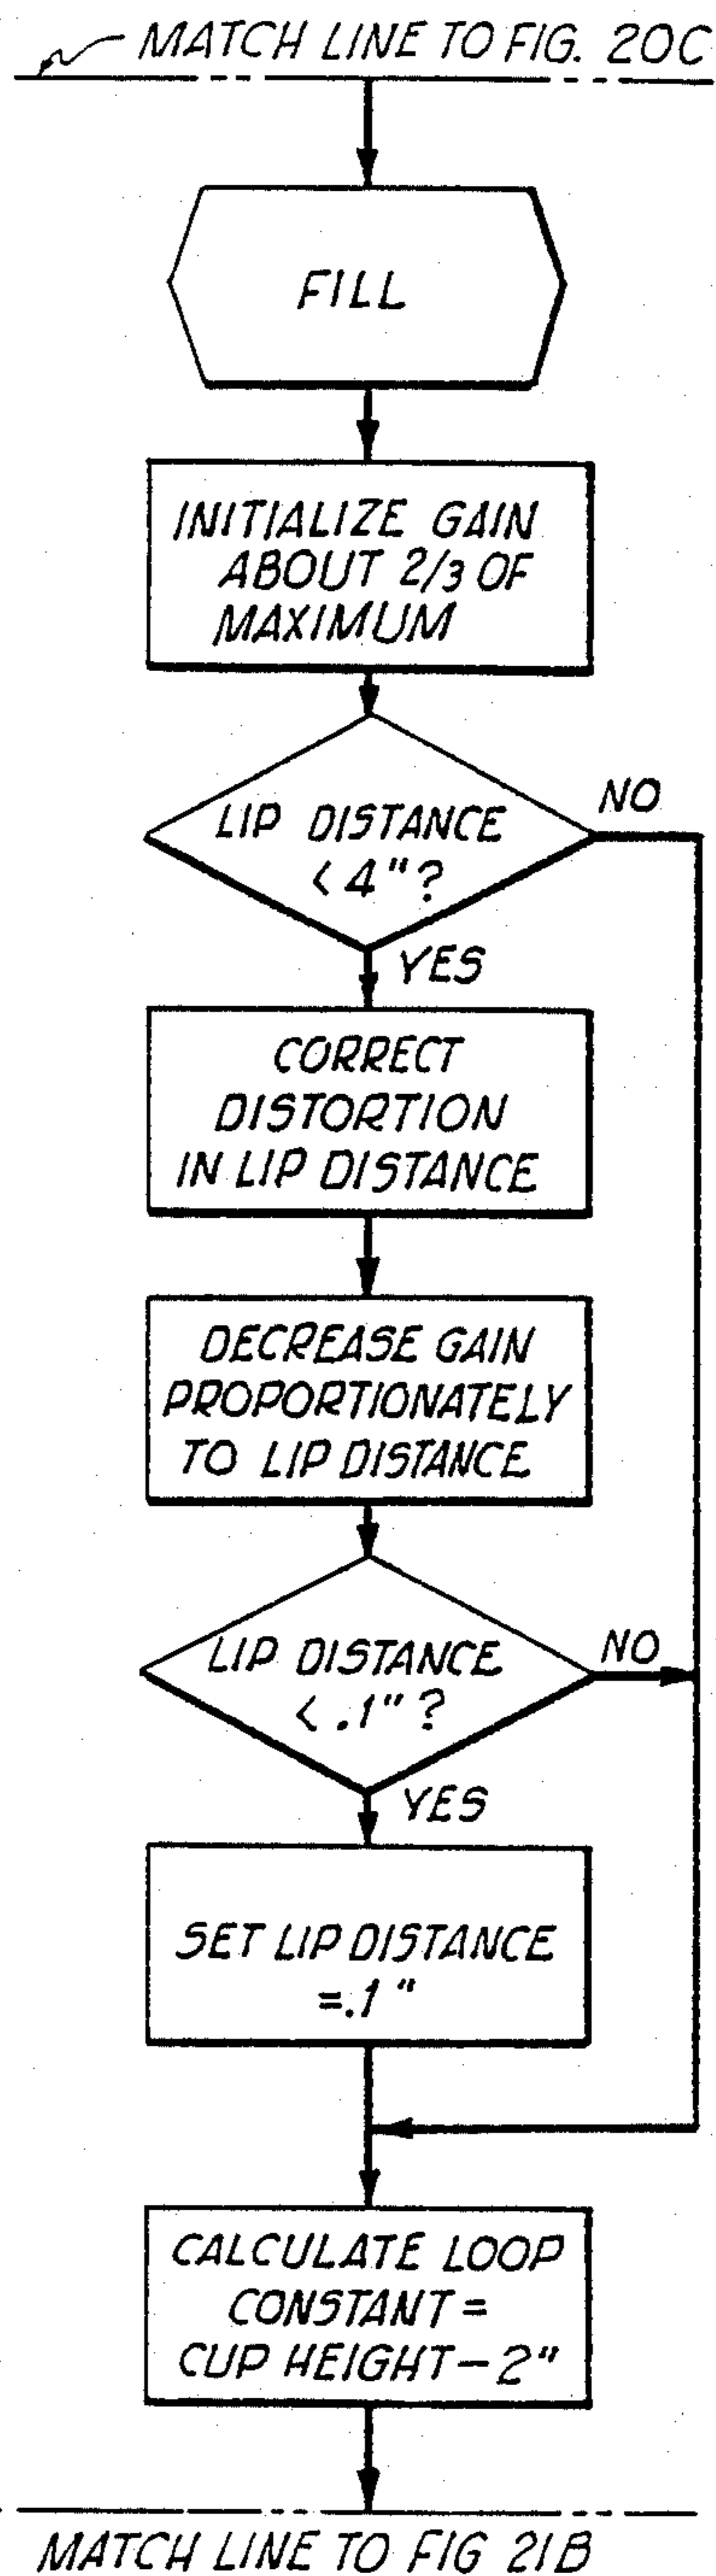 MATCH LINE TO FIG. 20C
FILL
INITIALIZE GAIN
ABOUT 2/3 OF
MAXIMUM
LIP DISTANCE
< 4" ?
NO
YES
CORRECT
DISTORTION
IN LIP DISTANCE
DECREASE GAIN
PROPORTIONATELY
TO LIP DISTANCE
LIP DISTANCE
< .1" ?
NO
YES
SET LIP DISTANCE
=.1"
CALCULATE LOOP
CONSTANT =
CUP HEIGHT - 2"
MATCH LINE TO FIG 21B